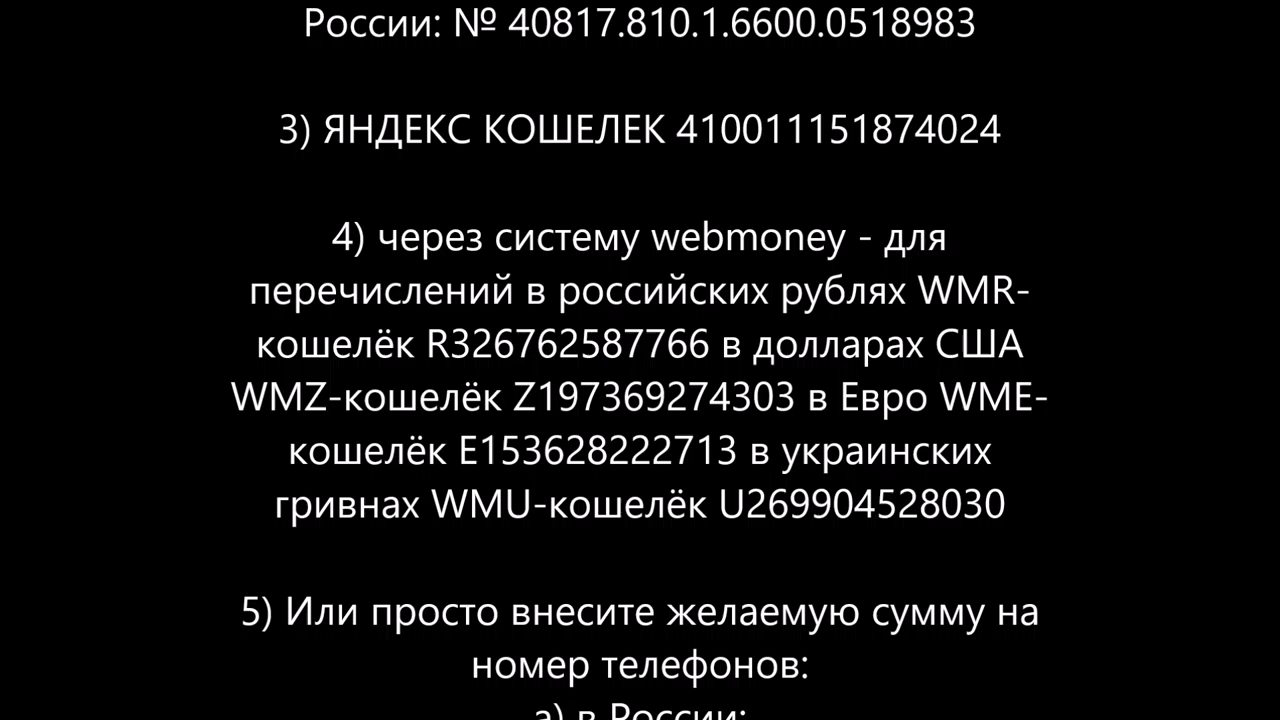 России: № 40817.810.1.6600.0518983
3) ЯНДЕКС КОШЕЛЕК 410011151874024
4) через систему webmoney - для
перечислений в российских рублях WMR-
кошелёк R326762587766 в долларах США
WMZ-кошелёк Z197369274303 в Евро WME-
кошелёк E153628222713 в украинских
гривнах WMU-кошелёк U269904528030
5) Или просто внесите желаемую сумму на
номер телефонов:
а) в России: